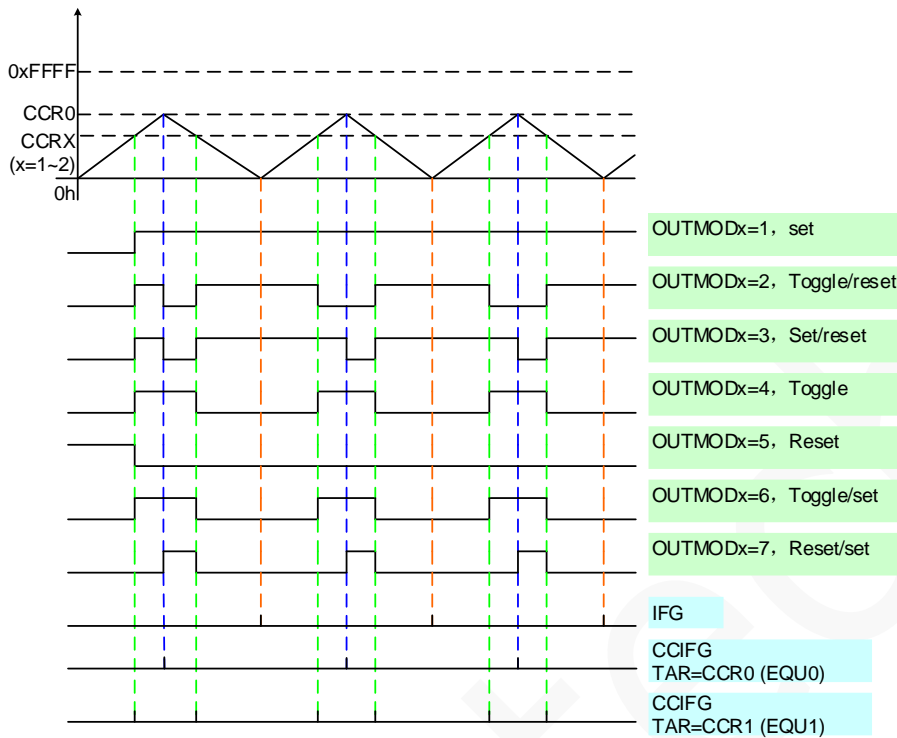 0xFFFF
CCR0
CCRX
(x=1~2)
0h
OUTMODx=1，set
OUTMODx=2，Toggle/reset
OUTMODx=3，Set/reset
OUTMODx=4，Toggle
OUTMODx=5，Reset
OUTMODx=6，Toggle/set
OUTMODx=7，Reset/set
IFG
CCIFG
TAR=CCR0 (EQU0)
CCIFG
TAR=CCR1 (EQU1)